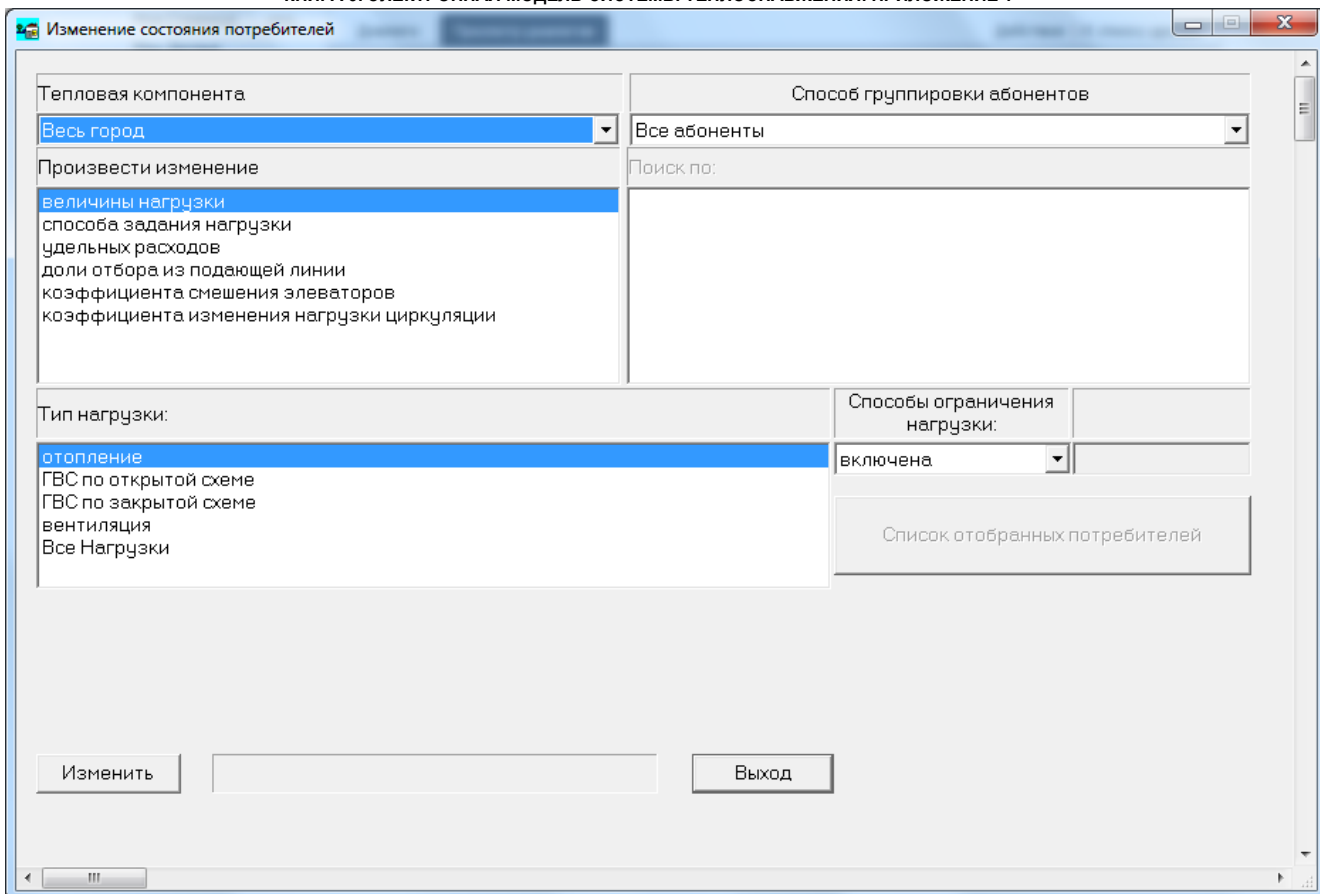 Изменение состояния потребителей
Тепловая компонента
Способ группировки абонентов
Весь город
Все абоненты
Произвести изменение
Поиск по:
величины нагрузки
способа задания нагрузки
удельных расходов
доли отбора из подающей линии
коэффициента смешения элеваторов
коэффициента изменения нагрузки циркуляции
Тип нагрузки:
Способы ограничения
нагрузки:
отопление
включена
ГВС по открытой схеме
ГВС по закрытой схеме
вентиляция
Все Нагрузки
Список отобранных потребителей
Изменить
Выход